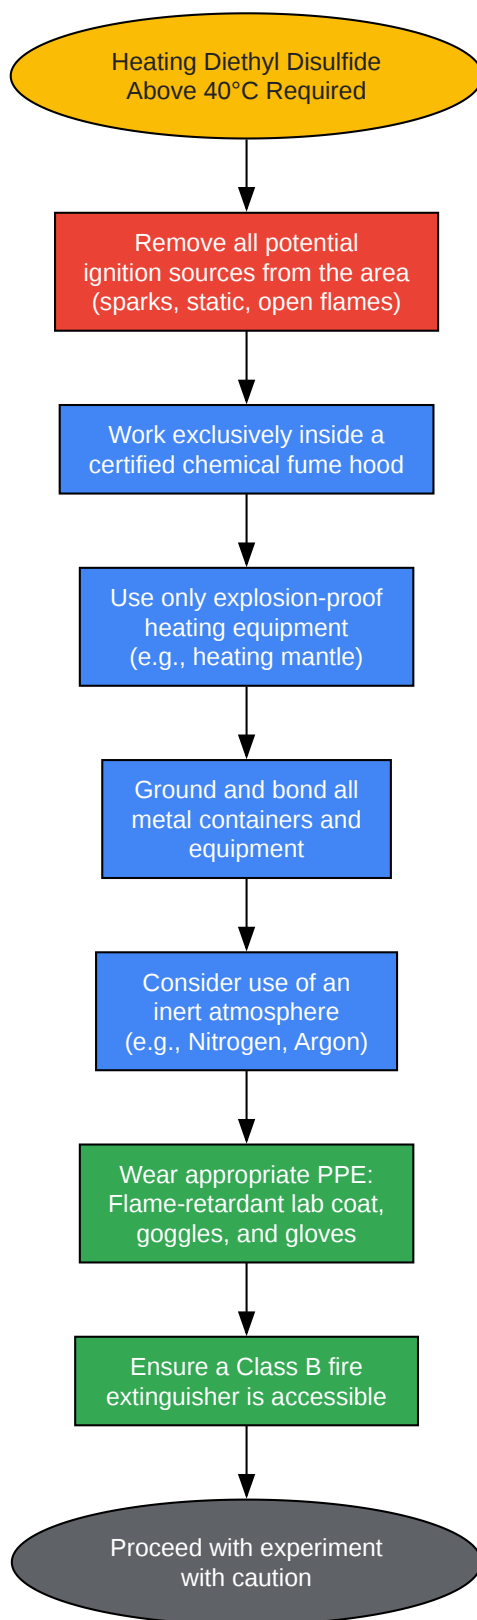 Heating Diethyl Disulfide
Above 40°C Required
Remove all potential
ignition sources from the area
(sparks, static, open flames)
Work exclusively inside a
certified chemical fume hood
Use only explosion-proof
heating equipment
(e.g., heating mantle)
Ground and bond all
metal containers and
equipment
Consider use of an
inert atmosphere
(e.g., Nitrogen, Argon)
Wear appropriate PPE:
Flame-retardant lab coat,
goggles, and gloves
Ensure a Class B fire
extinguisher is accessible
Proceed with experiment
with caution